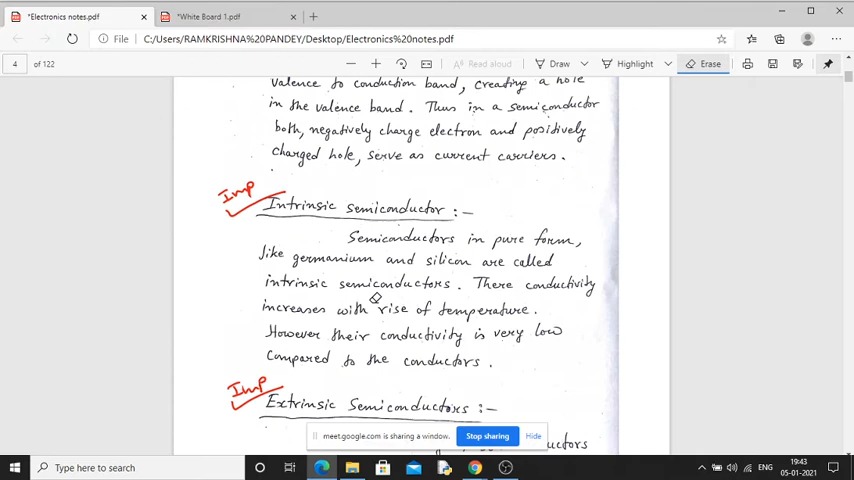 *Electronics notes.pdf
*White Board 1.pdf
File
C:/Users/RAMKRISHNA%20PANDEY/Desktop/Electronics%20notes.pdf
4 of 122
Read aloud
Draw
Highlight
Erase
valence to conduction band, creating a hole
in the valence band. Thus in a semiconductor
both, negatively charge electron and positively
charged hole, serve as current carriers.
Imp
Intrinsic semiconductor :-
Semiconductors in pure form,
like germanium and silicon are called
intrinsic semiconductors. There conductivity
increases with rise of temperature.
However their conductivity is very low
compared to the conductors.
Imp
Extrinsic Semiconductors :-
meet.google.com is sharing a window.
Stop sharing
Hide
Type here to search
ENG
19:43
05-01-2021